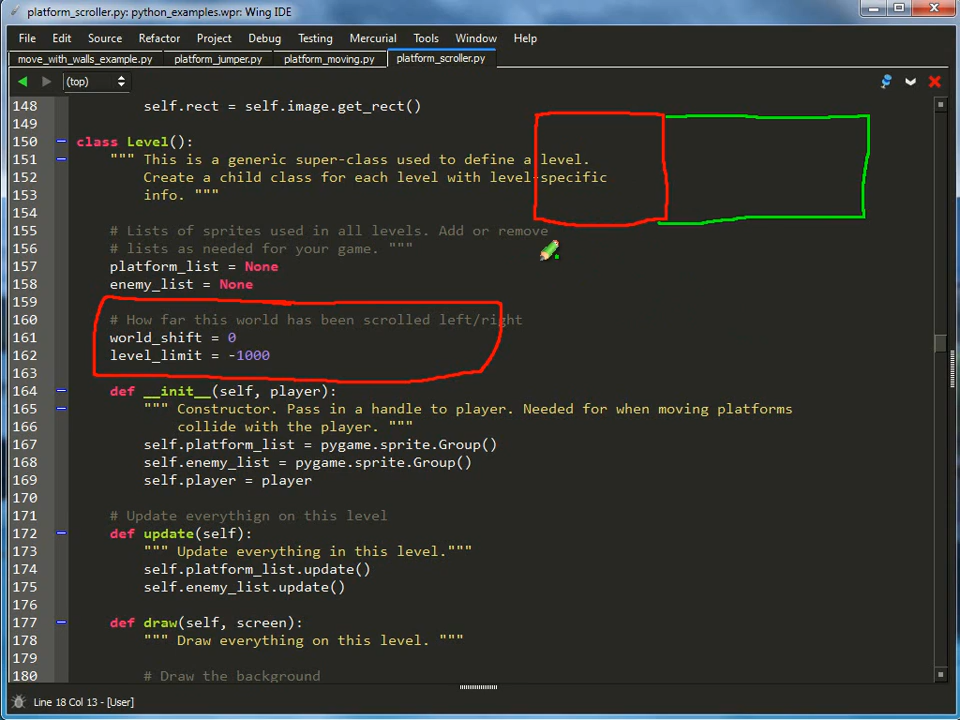 platform_scroller.py: python_examples.wpr: Wing IDE
File Edit Source Refactor Project Debug Testing Mercurial Tools Window Help
move_with_walls_example.py platform_jumper.py platform_moving.py platform_scroller.py
(top)
148 self.rect = self.image.get_rect()
149
150 class Level():
151 """ This is a generic super-class used to define a level.
152 Create a child class for each level with level-specific
153 info. """
154
155 # Lists of sprites used in all levels. Add or remove
156 # lists as needed for your game. """
157 platform_list = None
158 enemy_list = None
159
160 # How far this world has been scrolled left/right
161 world_shift = 0
162 level_limit = -1000
163
164 def __init__(self, player):
165 """ Constructor. Pass in a handle to player. Needed for when moving platforms
166 collide with the player. """
167 self.platform_list = pygame.sprite.Group()
168 self.enemy_list = pygame.sprite.Group()
169 self.player = player
170
171 # Update everythign on this level
172 def update(self):
173 """ Update everything in this level."""
174 self.platform_list.update()
175 self.enemy_list.update()
176
177 def draw(self, screen):
178 """ Draw everything on this level. """
179
180 # Draw the background
Line 18 Col 13 - [User]